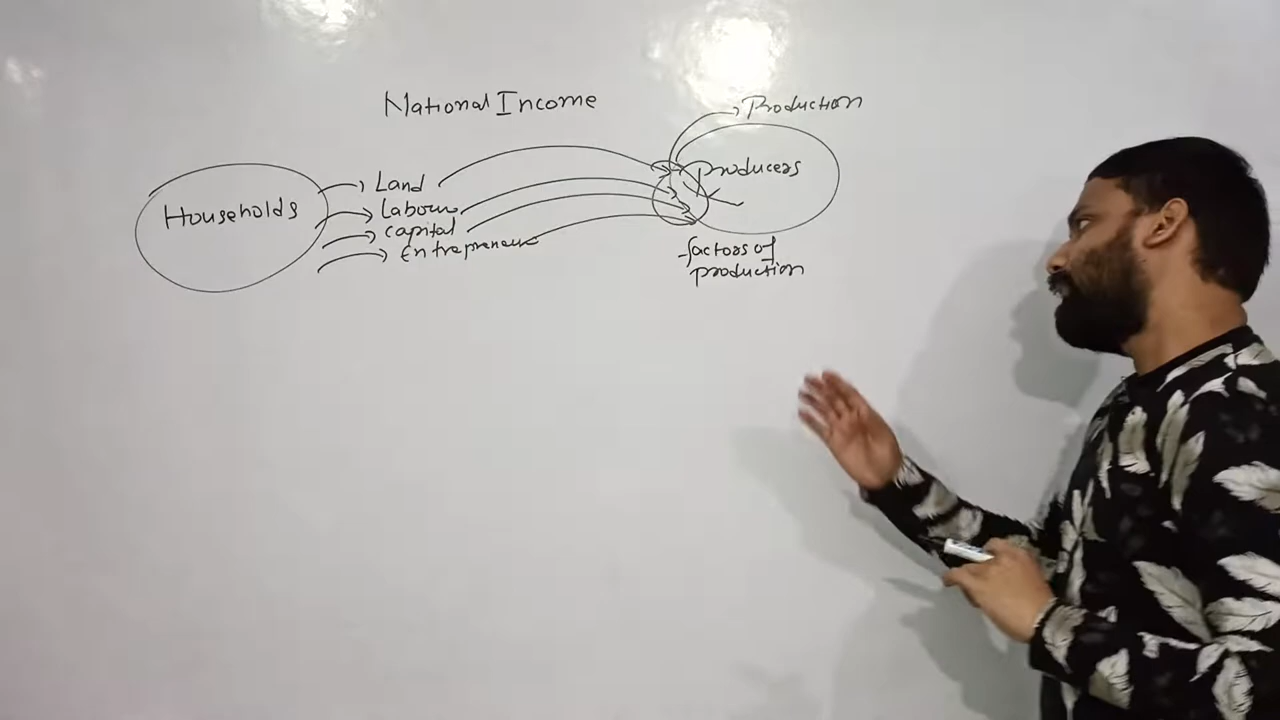 National Income
Production
Producers
Households
Land
Labour
capital
Entrepreneur
factors of
production